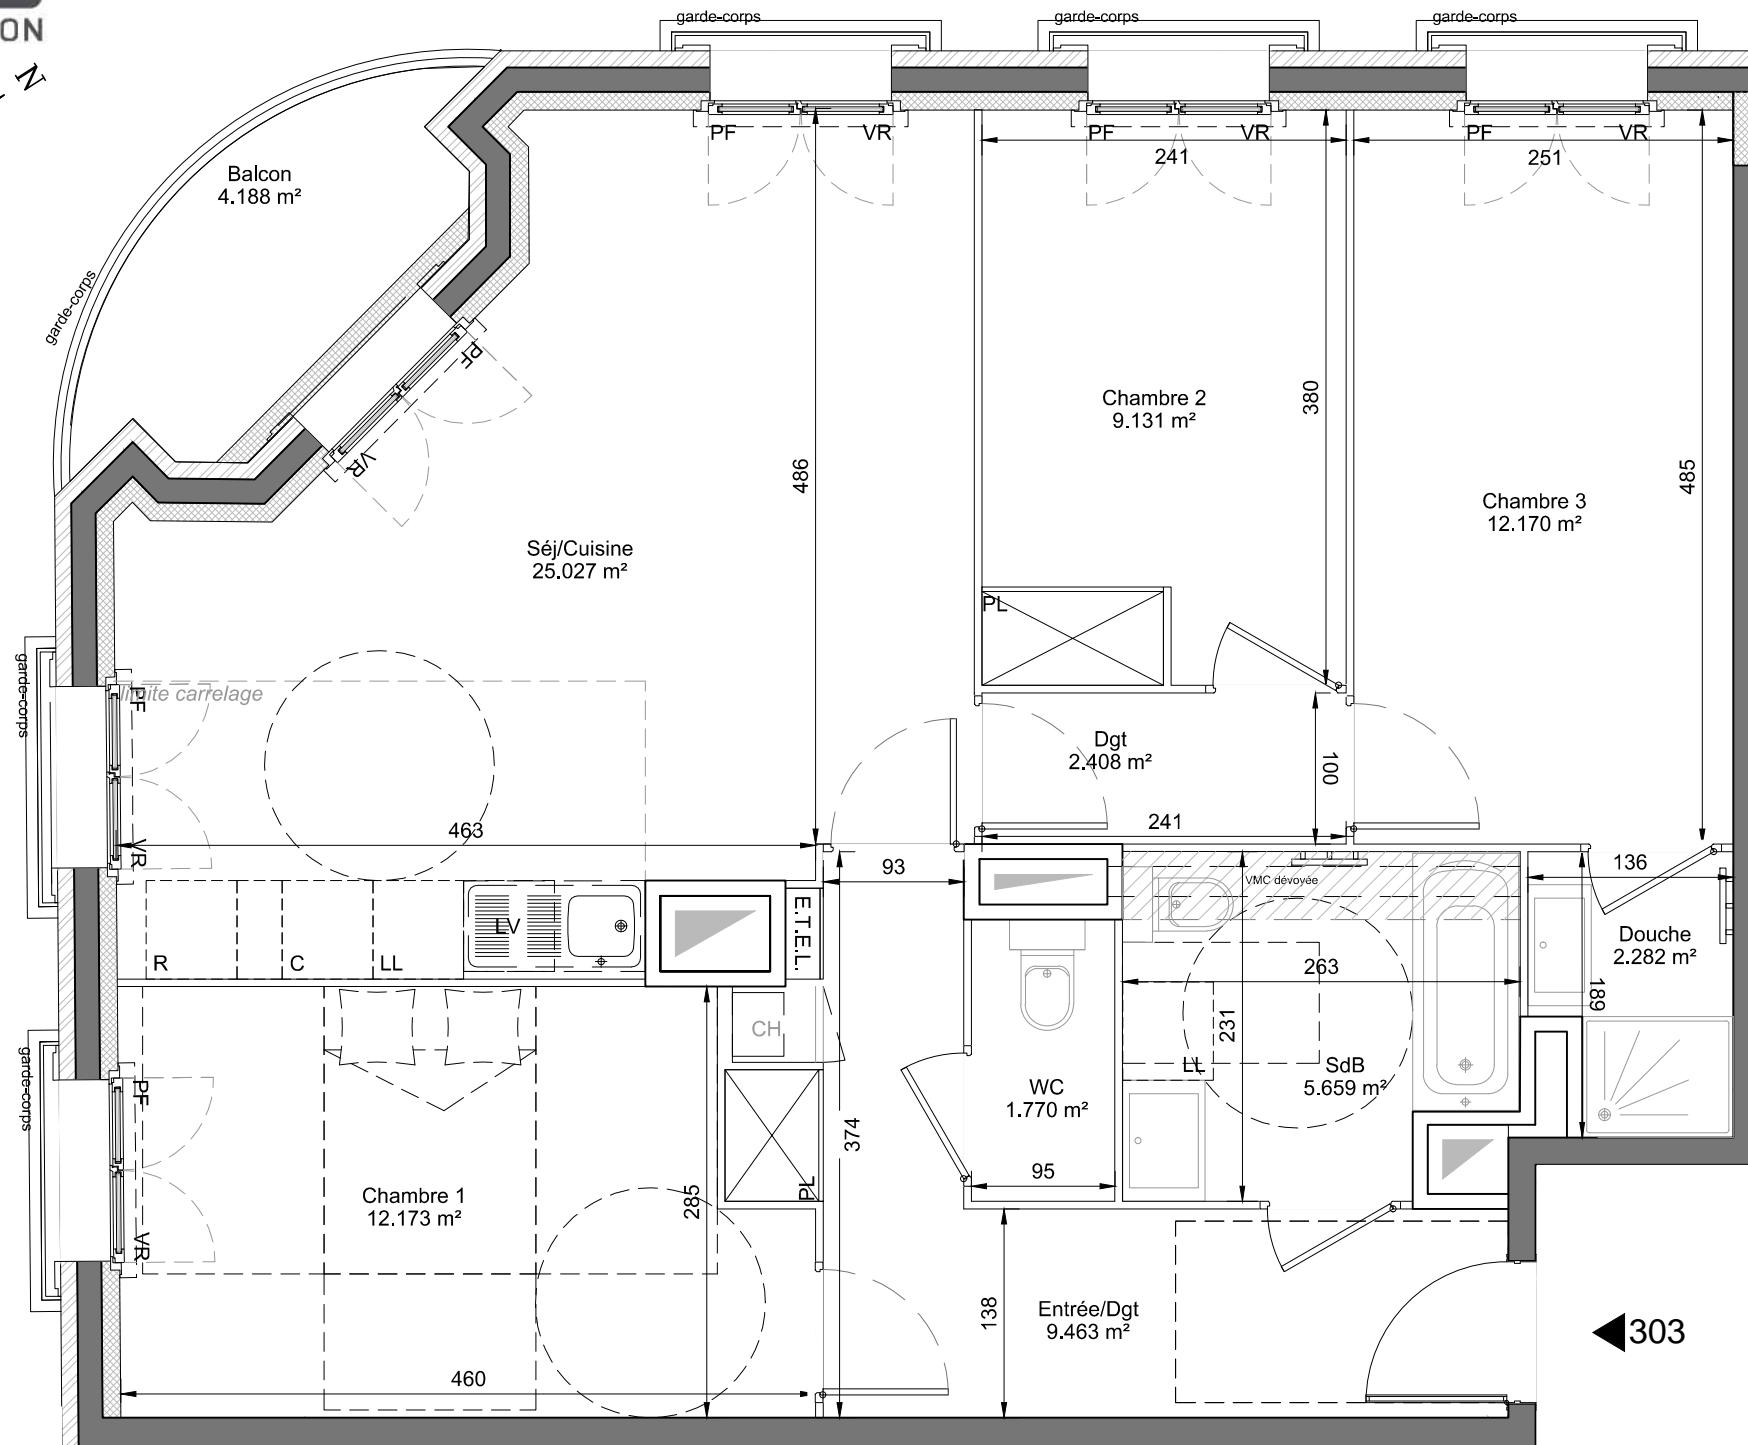 ON
N
garde-corps
garde-corps
garde-corps
PF
VR
PF
VR
PF
VR
241
251
Balcon
4.188 m²
garde-corps
PF
VR
486
380
485
Chambre 2
9.131 m²
Chambre 3
12.170 m²
Séj/Cuisine
25.027 m²
PL
garde-corps
PF
limite carrelage
VR
Dgt
2.408 m²
100
463
241
93
136
VMC dévoyée
R
C
LL
LV
E.T.E.L.
Douche
2.282 m²
263
189
231
CH
garde-corps
PF
WC
1.770 m²
LL
SdB
5.659 m²
374
95
PL
285
Chambre 1
12.173 m²
VR
138
Entrée/Dgt
9.463 m²
303
460